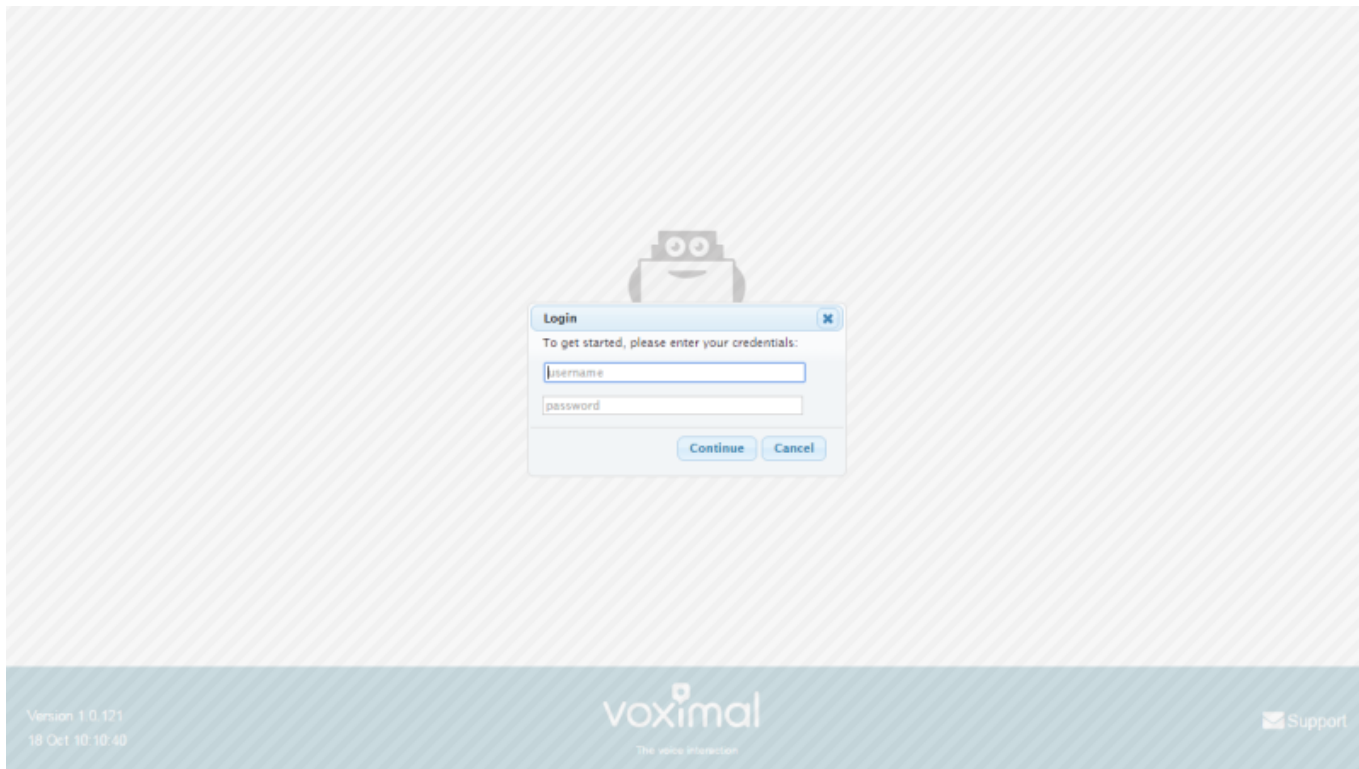 Login
To get started, please enter your credentials:
username
password
Continue Cancel
Version 1.0.121
18 Oct 10:10:40
voximal
The voice interaction
Support